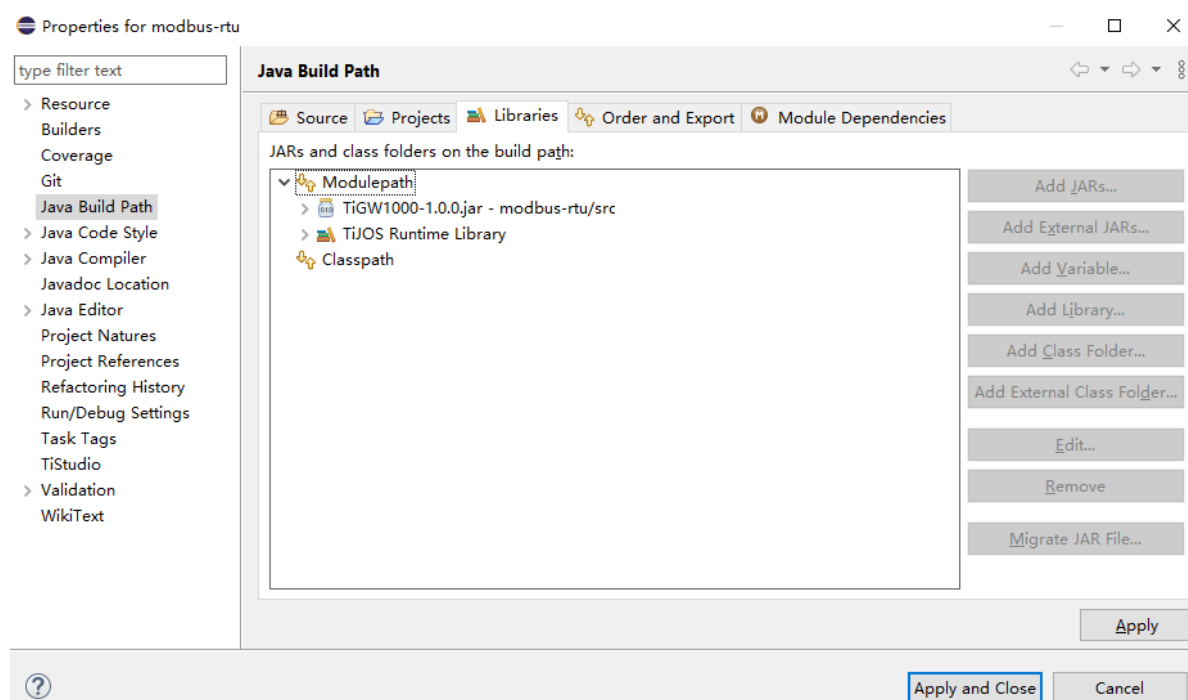 Properties for modbus-rtu
type filter text
Resource
Builders
Coverage
Git
Java Build Path
Java Code Style
Java Compiler
Javadoc Location
Java Editor
Project Natures
Project References
Refactoring History
Run/Debug Settings
Task Tags
TiStudio
Validation
WikiText
Java Build Path
Source Projects Libraries Order and Export Module Dependencies
JARs and class folders on the build path:
Modulepath
TiGW1000-1.0.0.jar - modbus-rtu/src
TiJOS Runtime Library
Classpath
Add JARs...
Add External JARs...
Add Variable...
Add Library...
Add Class Folder...
Add External Class Folder...
Edit...
Remove
Migrate JAR File...
Apply
Apply and Close Cancel